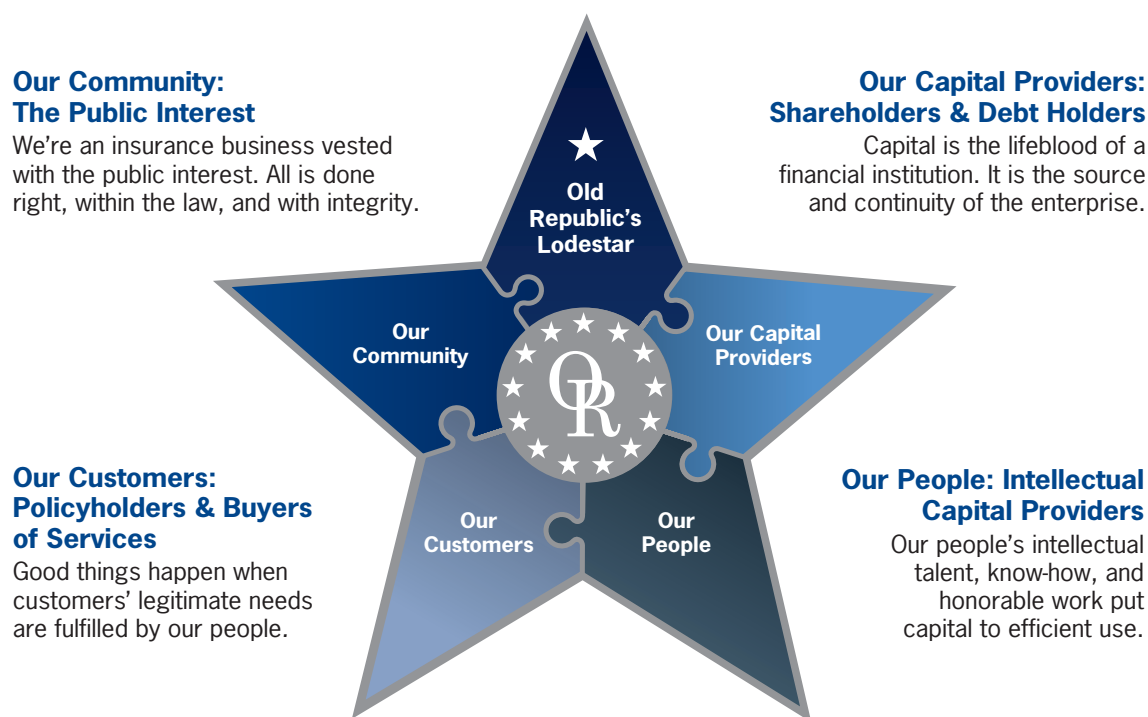 Our Community:
The Public Interest
We’re an insurance business vested
with the public interest. All is done
right, within the law, and with integrity.
Our Capital Providers:
Shareholders & Debt Holders
Capital is the lifeblood of a
financial institution. It is the source
and continuity of the enterprise.
Old
Republic’s
Lodestar
Our
Community
Our Capital
Providers
OR
Our Customers:
Policyholders & Buyers
of Services
Good things happen when
customers’ legitimate needs
are fulfilled by our people.
Our
Customers
Our
People
Our People: Intellectual
Capital Providers
Our people’s intellectual
talent, know-how, and
honorable work put
capital to efficient use.